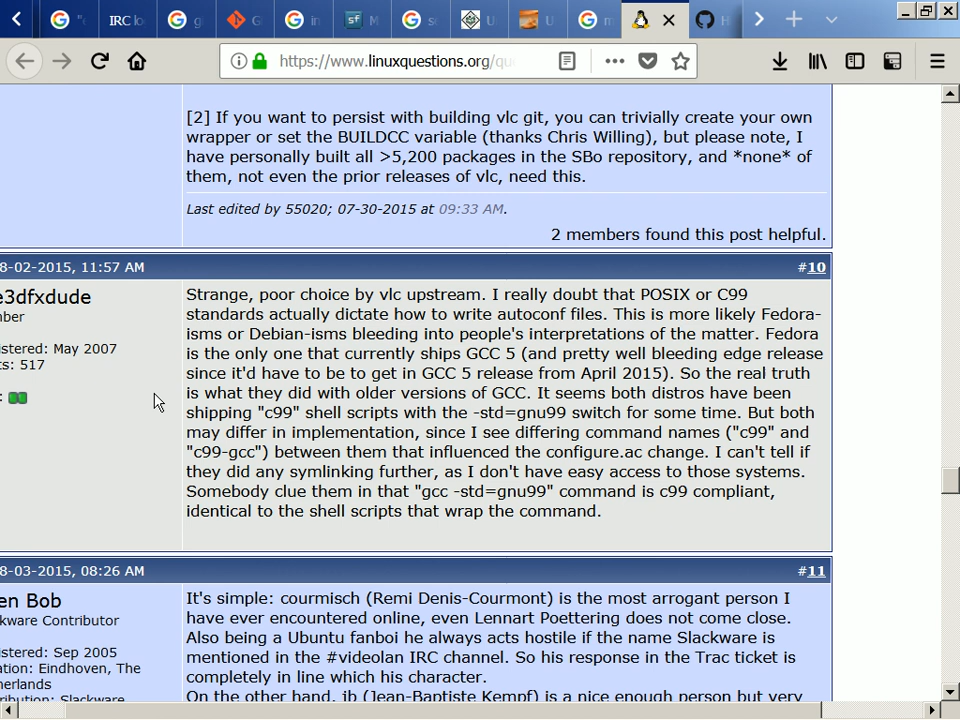 IRC lo
https://www.linuxquestions.org/qu
[2] If you want to persist with building vlc git, you can trivially create your own
wrapper or set the BUILDCC variable (thanks Chris Willing), but please note, I
have personally built all >5,200 packages in the SBo repository, and *none* of
them, not even the prior releases of vlc, need this.
Last edited by 55020; 07-30-2015 at 09:33 AM.
2 members found this post helpful.
8-02-2015, 11:57 AM #10
e3dfxdude
nber
istered: May 2007
ts: 517
:
Strange, poor choice by vlc upstream. I really doubt that POSIX or C99
standards actually dictate how to write autoconf files. This is more likely Fedora-
isms or Debian-isms bleeding into people's interpretations of the matter. Fedora
is the only one that currently ships GCC 5 (and pretty well bleeding edge release
since it'd have to be to get in GCC 5 release from April 2015). So the real truth
is what they did with older versions of GCC. It seems both distros have been
shipping "c99" shell scripts with the -std=gnu99 switch for some time. But both
may differ in implementation, since I see differing command names ("c99" and
"c99-gcc") between them that influenced the configure.ac change. I can't tell if
they did any symlinking further, as I don't have easy access to those systems.
Somebody clue them in that "gcc -std=gnu99" command is c99 compliant,
identical to the shell scripts that wrap the command.
8-03-2015, 08:26 AM #11
en Bob
kware Contributor
istered: Sep 2005
ation: Eindhoven, The
nerlands
ribution: Slackware
It's simple: courmisch (Remi Denis-Courmont) is the most arrogant person I
have ever encountered online, even Lennart Poettering does not come close.
Also being a Ubuntu fanboi he always acts hostile if the name Slackware is
mentioned in the #videolan IRC channel. So his response in the Trac ticket is
completely in line which his character.
On the other hand, jb (Jean-Baptiste Kempf) is a nice enough person but very